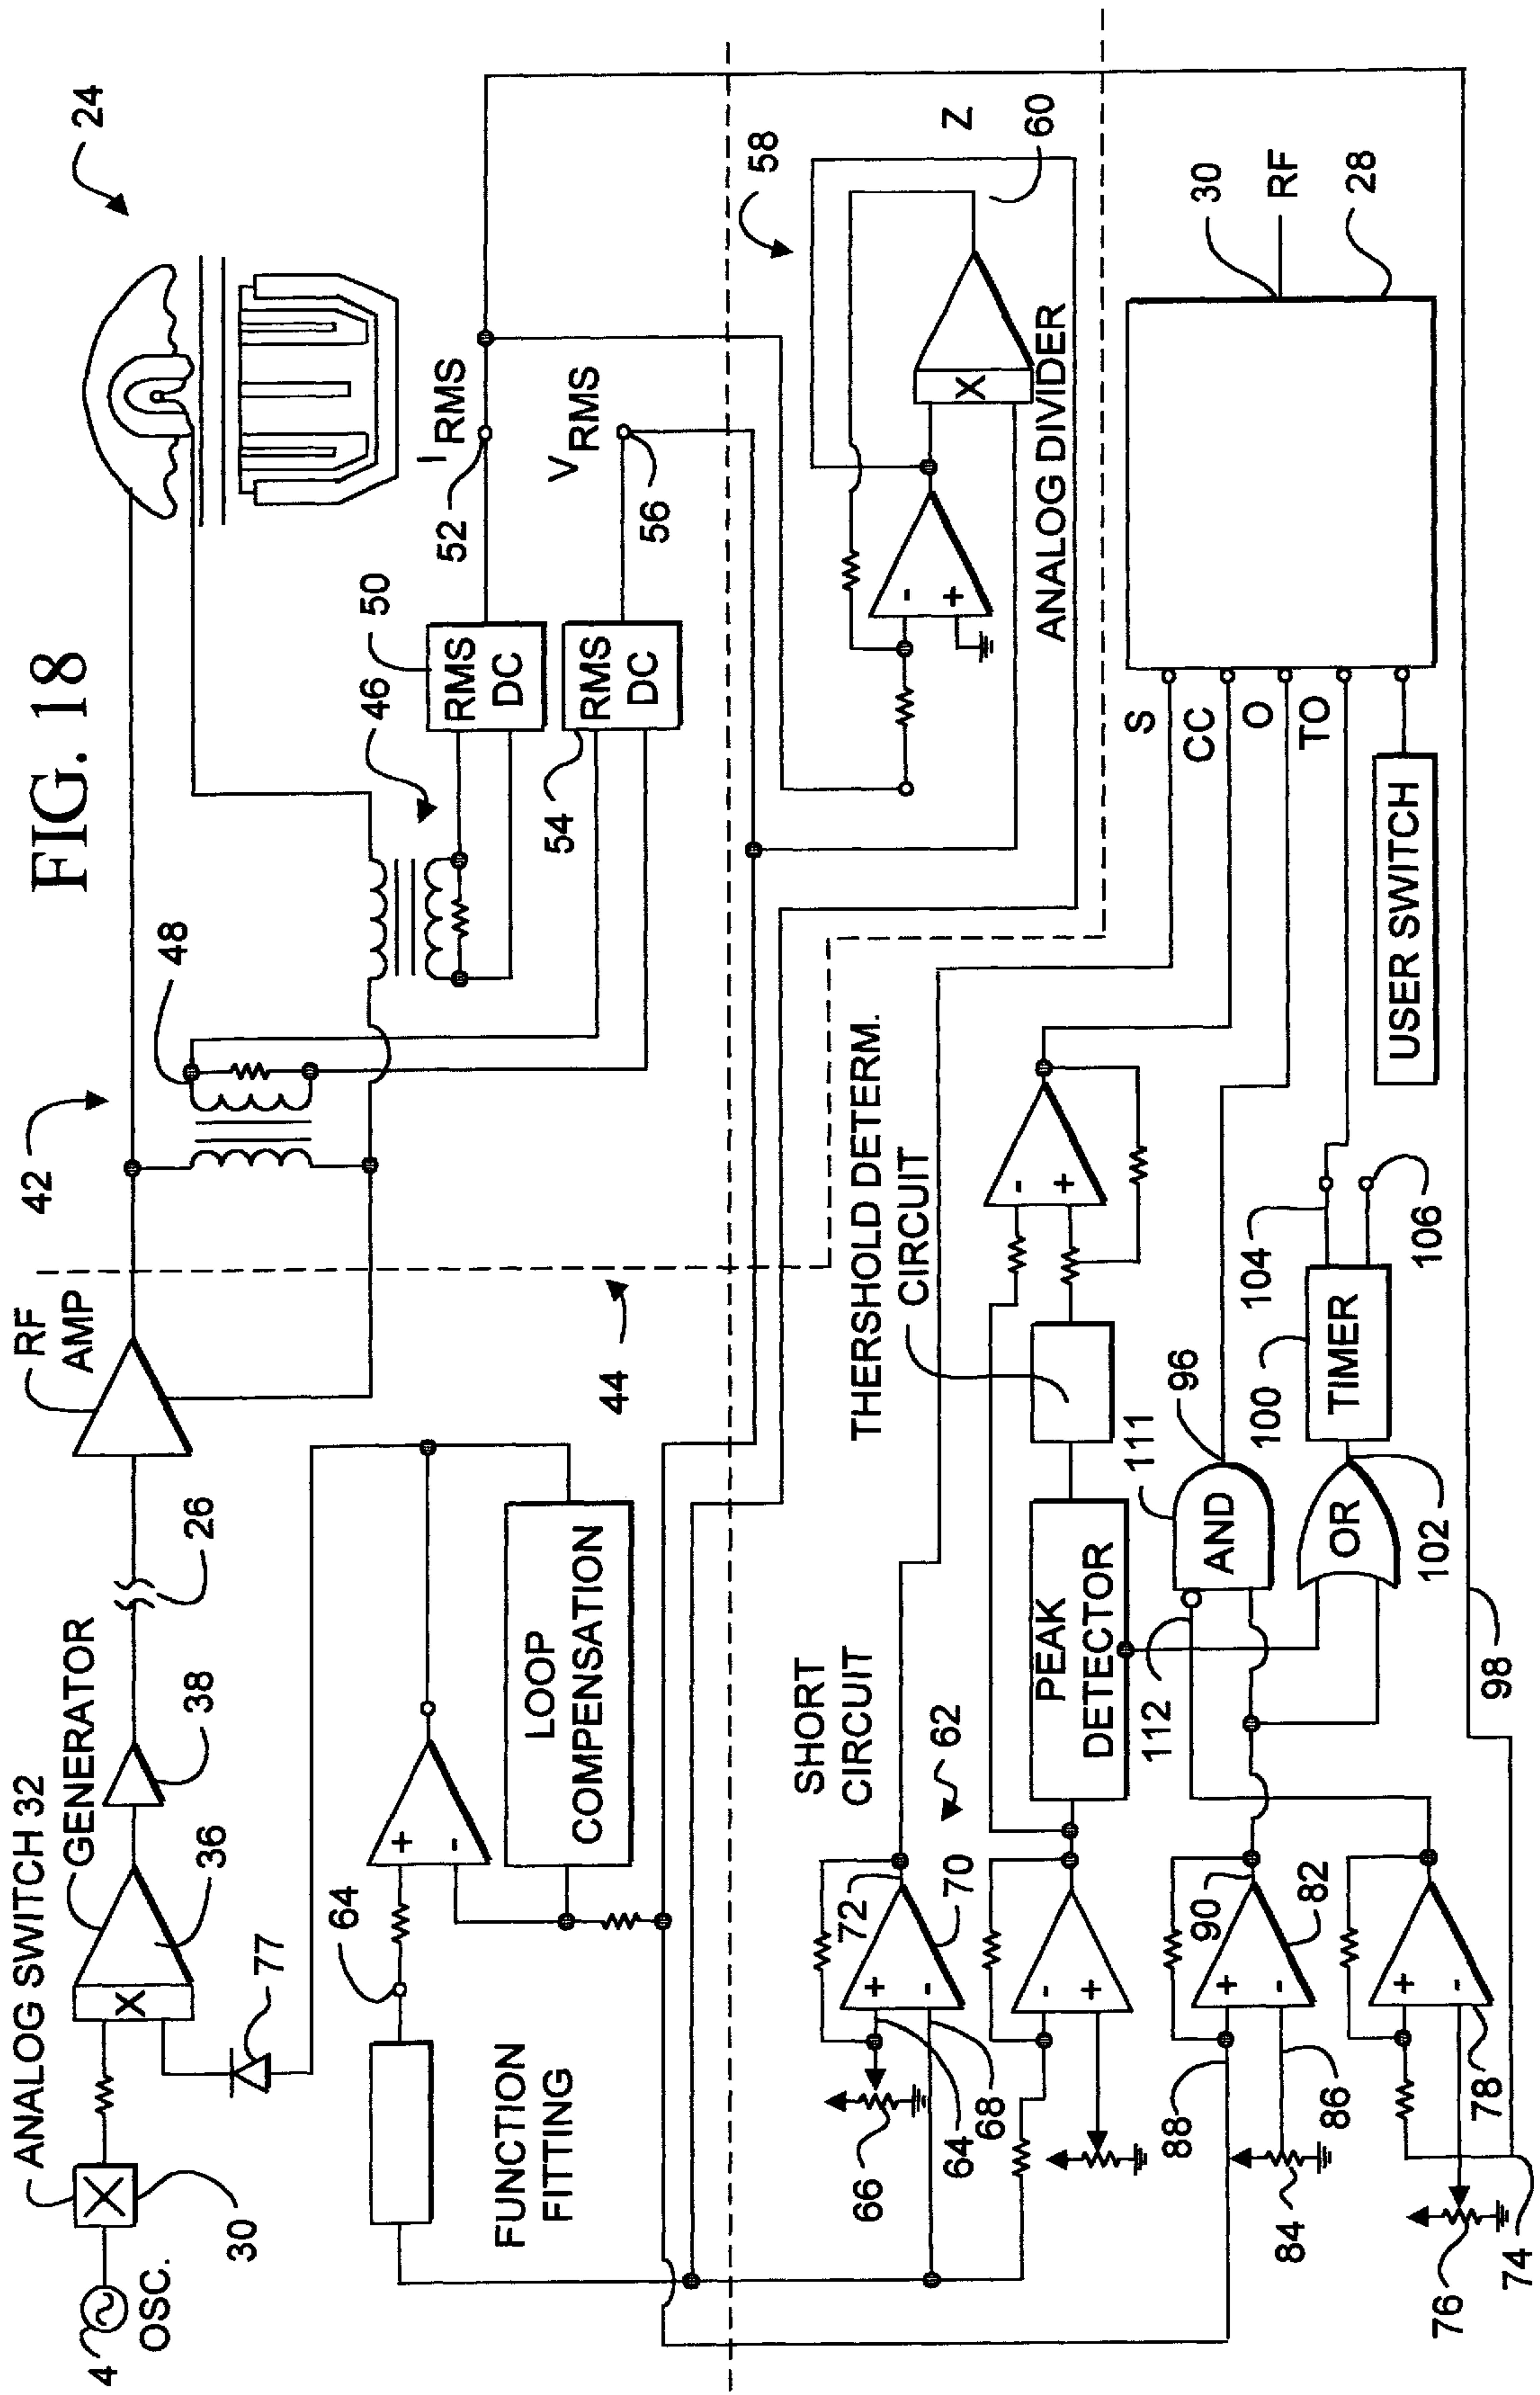 FIG. 18
24
42
48
RF
AMP
26
GENERATOR
ANALOG SWITCH 32
38
36
X
77
30
4
OSC.
46
50
RMS
DC
52
I RMS
54
RMS
DC
56
V RMS
44
LOOP
COMPENSATION
+
-
64
FUNCTION
FITTING
58
60
Z
X
-
+
ANALOG DIVIDER
THERSHOLD DETERM.
CIRCUIT
SHORT
CIRCUIT
62
66
64
68
70
72
+
-
-
+
PEAK
DETECTOR
-
+
S
CC
O
TO
30
RF
28
USER SWITCH
104
106
100
TIMER
96
111
AND
112
OR
102
98
90
82
+
-
88
86
84
+
-
78
76
74